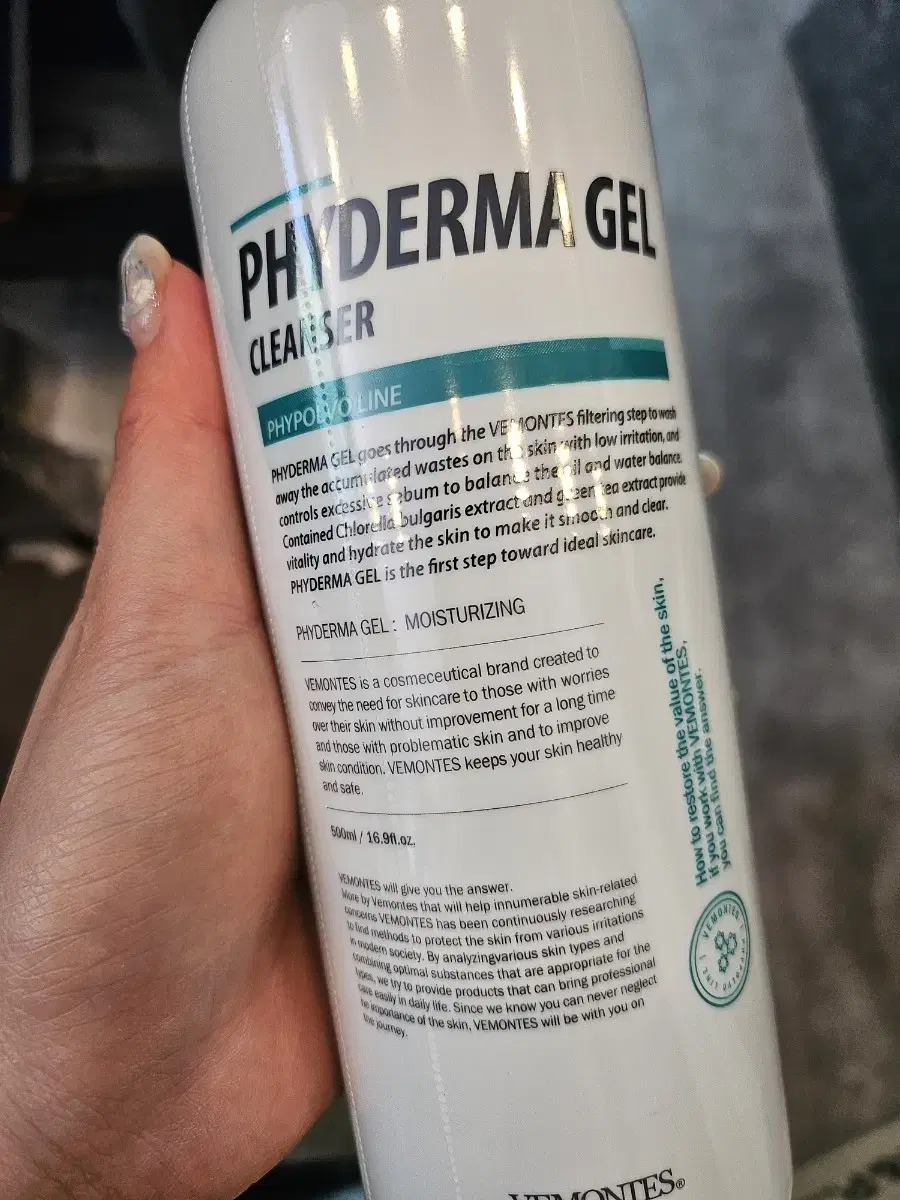 PHYDERMA GEL
CLEANSER
PHYPOLVO LINE
PHYDERMA GEL goes through the VEMONTES filtering step to wash
away the accumulated wastes on the skin with low irritation, and
controls excessive sebum to balance the oil and water balance.
Contained Chlorella bulgaris extract and green tea extract provide
vitality and hydrate the skin to make it smooth and clear.
PHYDERMA GEL is the first step toward ideal skincare.
PHYDERMA GEL : MOISTURIZING
VEMONTES is a cosmeceutical brand created to
convey the need for skincare to those with worries
over their skin without improvement for a long time
and those with problematic skin and to improve
skin condition. VEMONTES keeps your skin healthy
and safe.
500ml / 16.9fl.oz.
VEMONTES will give you the answer.
More by Vemontes that will help innumerable skin-related
concerns VEMONTES has been continuously researching
to find methods to protect the skin from various irritations
in modern society. By analyzingvarious skin types and
combining optimal substances that are appropriate for the
types, we try to provide products that can bring professional
care easily in daily life. Since we know you can never neglect
he importance of the skin, VEMONTES will be with you on
the journey.
How to restore the value of the skin,
if you work with VEMONTES,
you can find the answer.
VEMONTES | PHYPOLVO LINE |
VEMONTES®